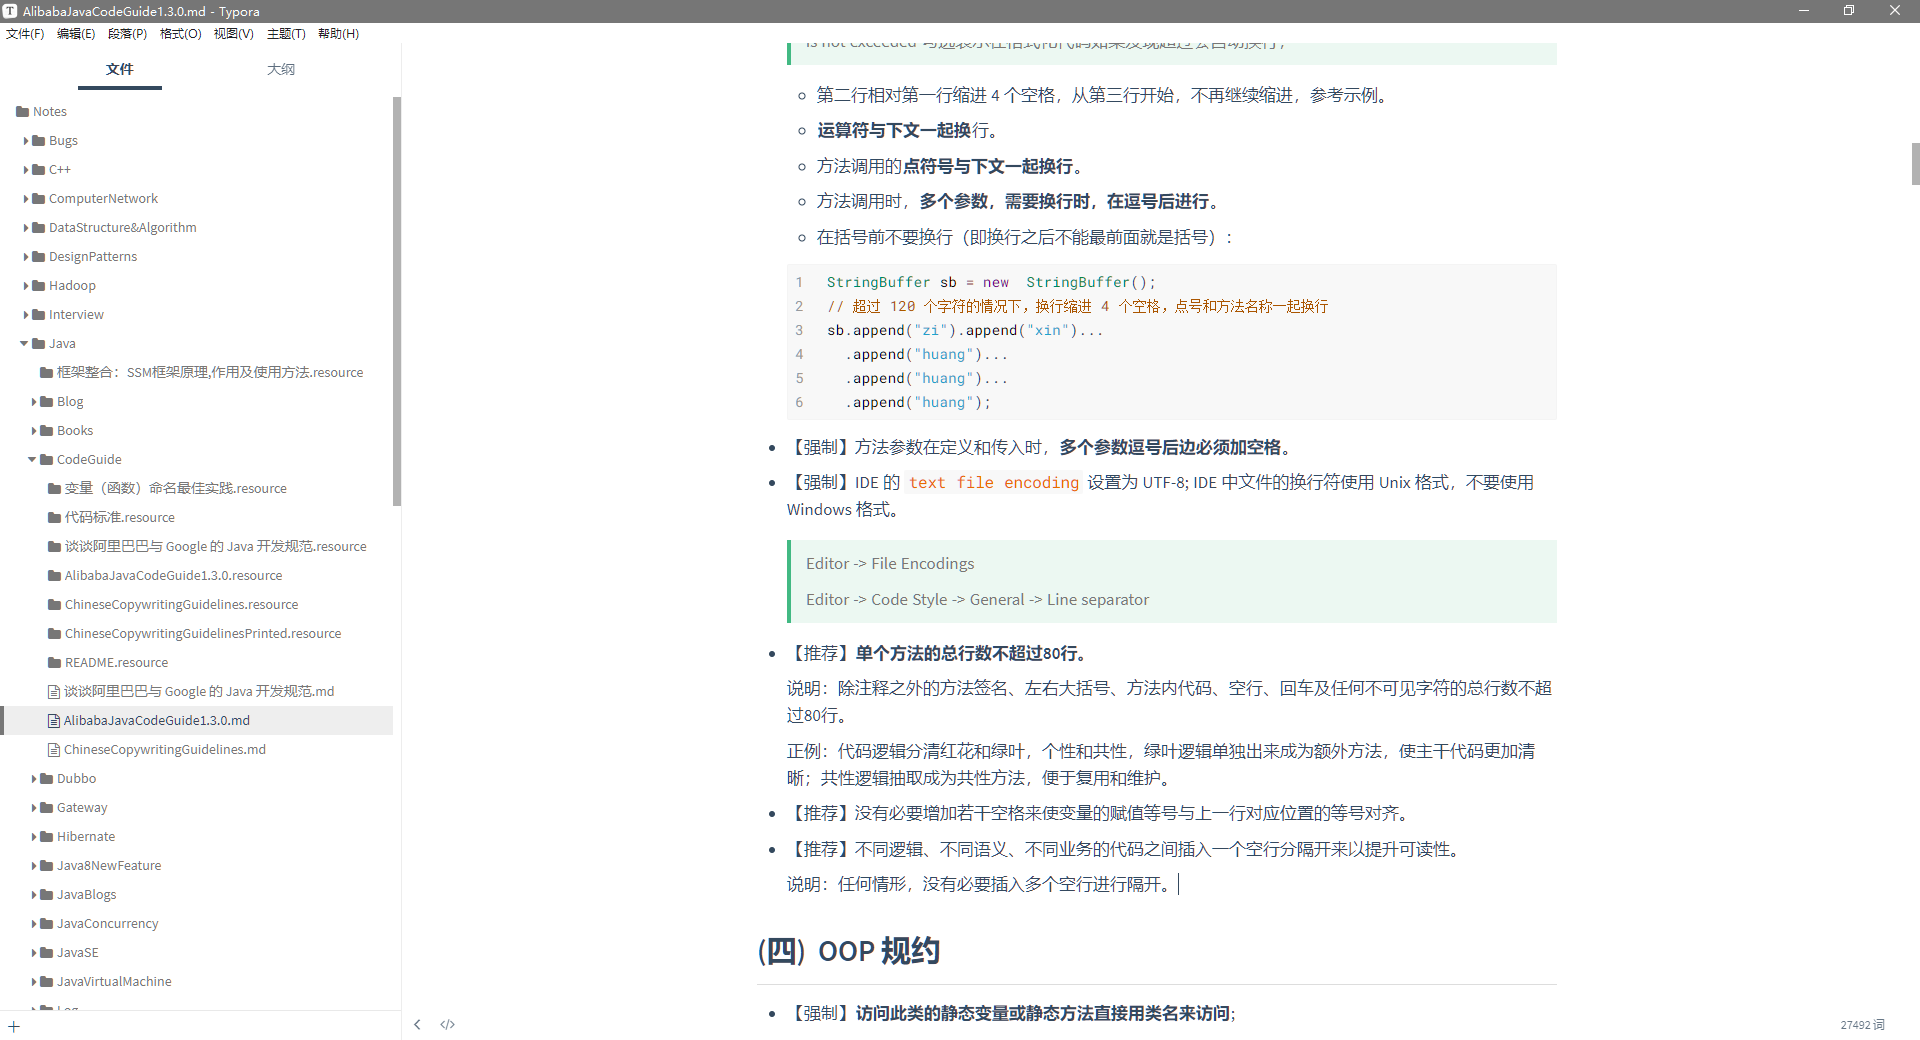 AlibabaJavaCodeGuide1.3.0.md - Typora
文件(F) 编辑(E) 段落(P) 格式(O) 视图(V) 主题(T) 帮助(H)
文件 大纲
Notes
Bugs
C++
ComputerNetwork
DataStructure&Algorithm
DesignPatterns
Hadoop
Interview
Java
框架整合：SSM框架原理,作用及使用方法.resource
Blog
Books
CodeGuide
变量（函数）命名最佳实践.resource
代码标准.resource
谈谈阿里巴巴与 Google 的 Java 开发规范.resource
AlibabaJavaCodeGuide1.3.0.resource
ChineseCopywritingGuidelines.resource
ChineseCopywritingGuidelinesPrinted.resource
README.resource
谈谈阿里巴巴与 Google 的 Java 开发规范.md
AlibabaJavaCodeGuide1.3.0.md
ChineseCopywritingGuidelines.md
Dubbo
Gateway
Hibernate
Java8NewFeature
JavaBlogs
JavaConcurrency
JavaSE
JavaVirtualMachine
is not exceeded 勾选表示在格式化代码如果发现超过会自动换行；
第二行相对第一行缩进 4 个空格，从第三行开始，不再继续缩进，参考示例。
运算符与下文一起换行。
方法调用的点符号与下文一起换行。
方法调用时，多个参数，需要换行时，在逗号后进行。
在括号前不要换行（即换行之后不能最前面就是括号）：
1 StringBuffer sb = new  StringBuffer();
2 // 超过 120 个字符的情况下，换行缩进 4 个空格，点号和方法名称一起换行
3 sb.append("zi").append("xin")...
4   .append("huang")...
5   .append("huang")...
6   .append("huang");
【强制】方法参数在定义和传入时，多个参数逗号后边必须加空格。
【强制】IDE 的 text file encoding 设置为 UTF-8; IDE 中文件的换行符使用 Unix 格式，不要使用
Windows 格式。
Editor -> File Encodings
Editor -> Code Style -> General -> Line separator
【推荐】单个方法的总行数不超过80行。
说明：除注释之外的方法签名、左右大括号、方法内代码、空行、回车及任何不可见字符的总行数不超
过80行。
正例：代码逻辑分清红花和绿叶，个性和共性，绿叶逻辑单独出来成为额外方法，使主干代码更加清
晰；共性逻辑抽取成为共性方法，便于复用和维护。
【推荐】没有必要增加若干空格来使变量的赋值等号与上一行对应位置的等号对齐。
【推荐】不同逻辑、不同语义、不同业务的代码之间插入一个空行分隔开来以提升可读性。
说明：任何情形，没有必要插入多个空行进行隔开。
(四) OOP 规约
【强制】访问此类的静态变量或静态方法直接用类名来访问;
27492 词